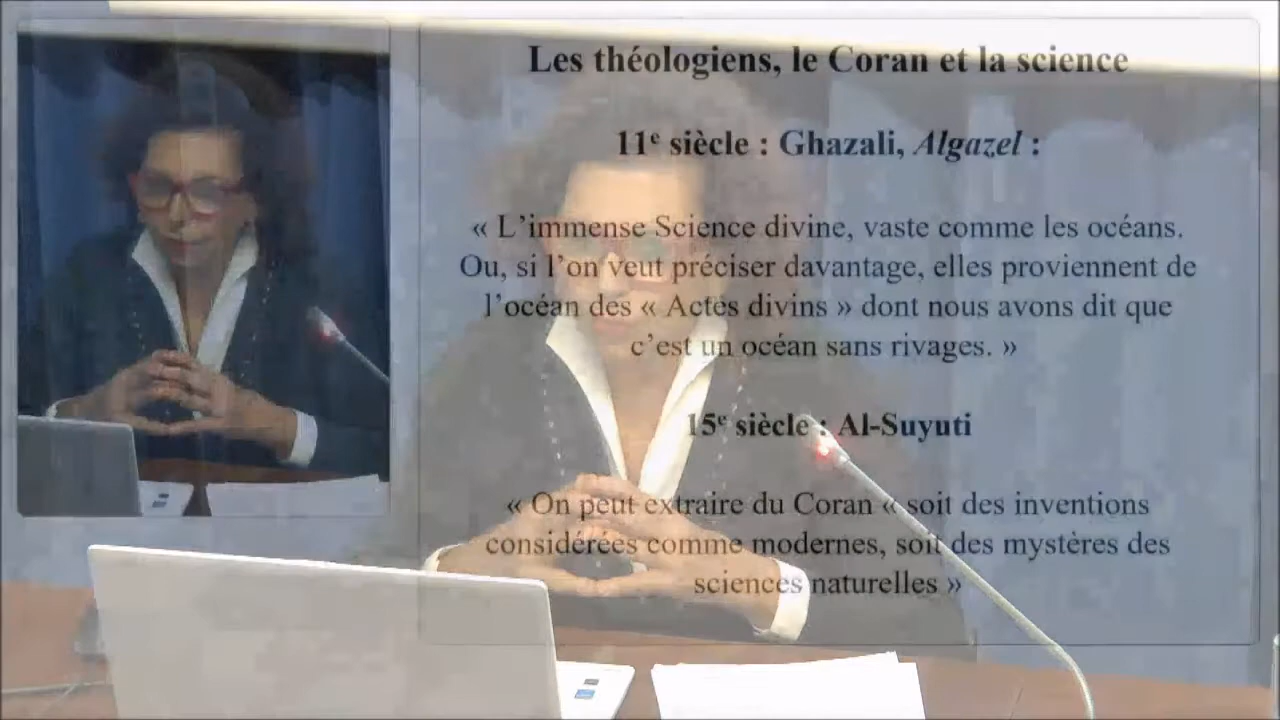 Les théologiens, le Coran et la science
11e siècle : Ghazali, Algazel :
« L’immense Science divine, vaste comme les océans.
Ou, si l’on veut préciser davantage, elles proviennent de
l’océan des « Actes divins » dont nous avons dit que
c’est un océan sans rivages. »
15e siècle : Al-Suyuti
« On peut extraire du Coran « soit des inventions
considérées comme modernes, soit des mystères des
sciences naturelles »